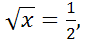 √x = 1/2,